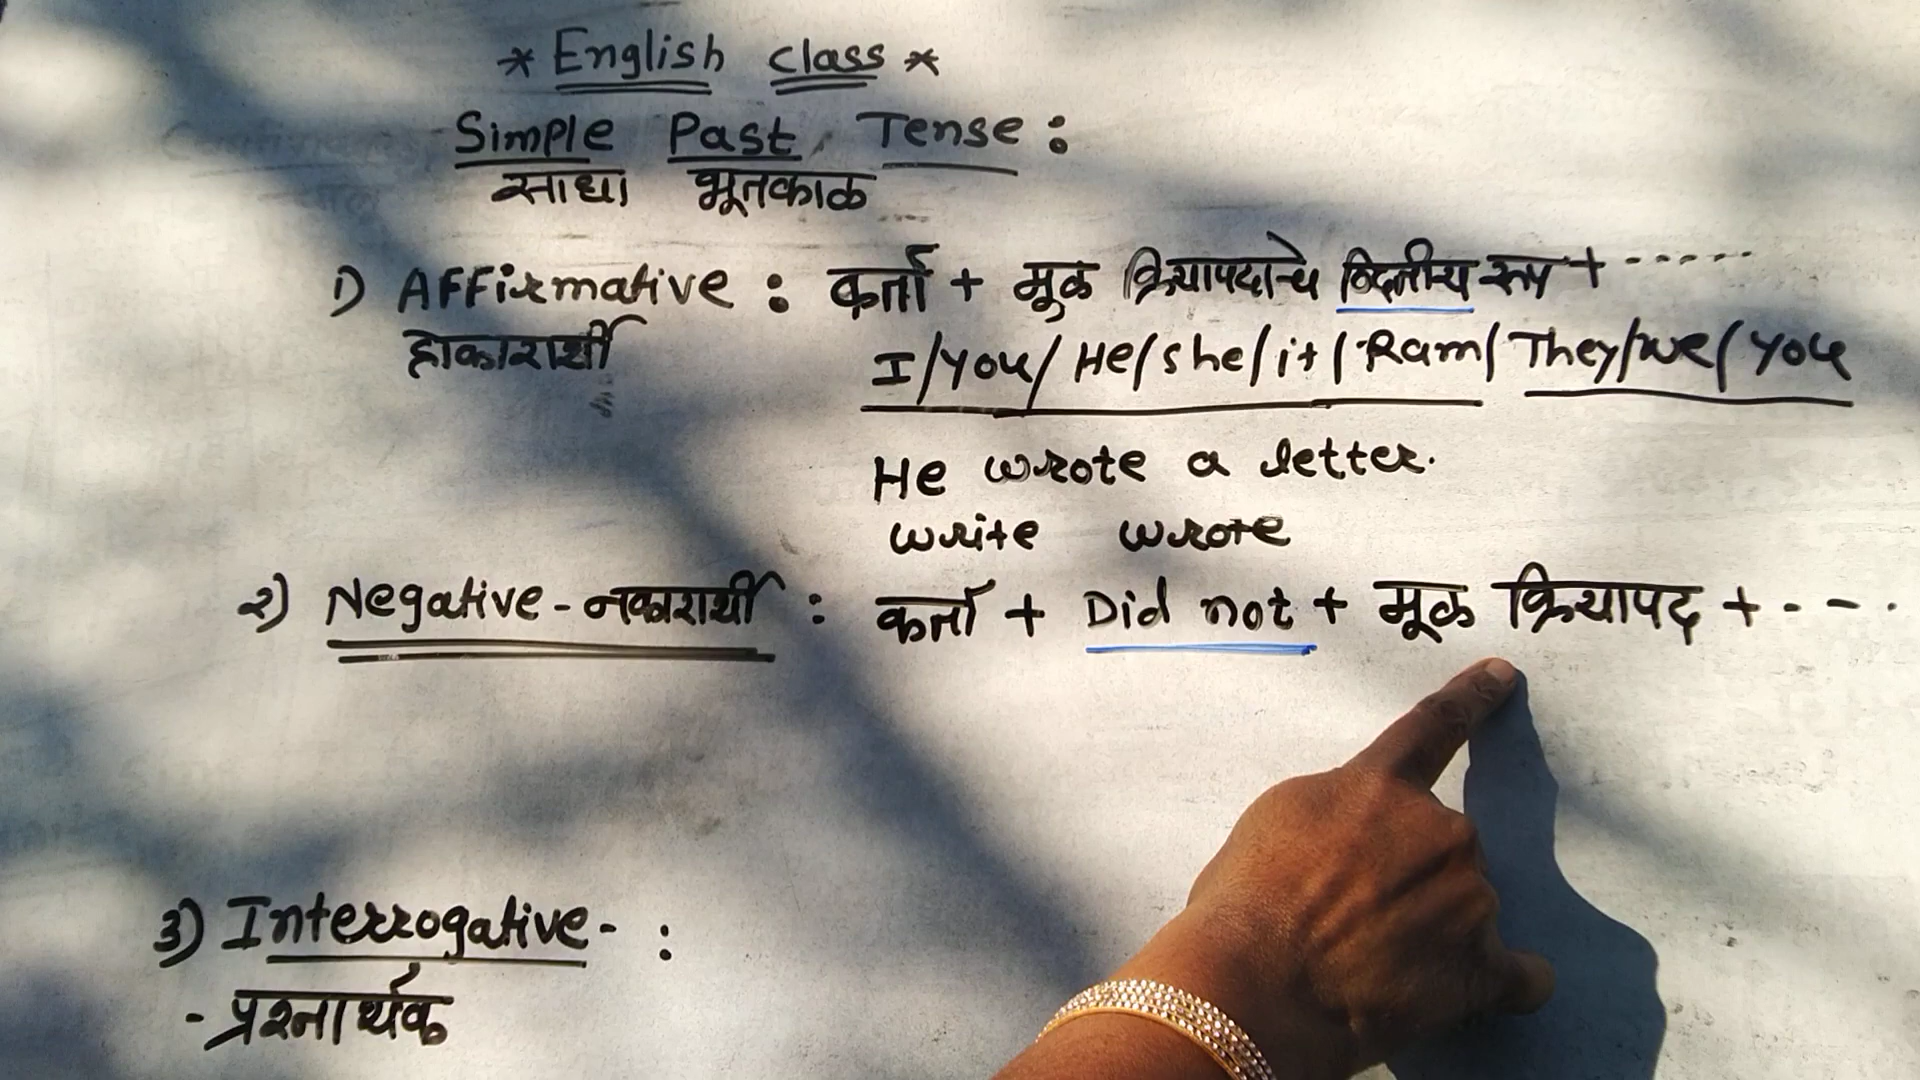 * English class *
Simple Past Tense :
साधा भूतकाळ
1) AFFirmative : कर्ता + मूळ क्रियापदाचे व्दितीय रूप + ------
होकारार्थी
I/you/ He/she/it/ Ram/ They/we/ you
He wrote a letter.
write wrote
२) Negative - नकारार्थी : कर्ता + Did not + मूळ क्रियापद + - - - .
3) Interrogative - :
- प्रश्नार्थक